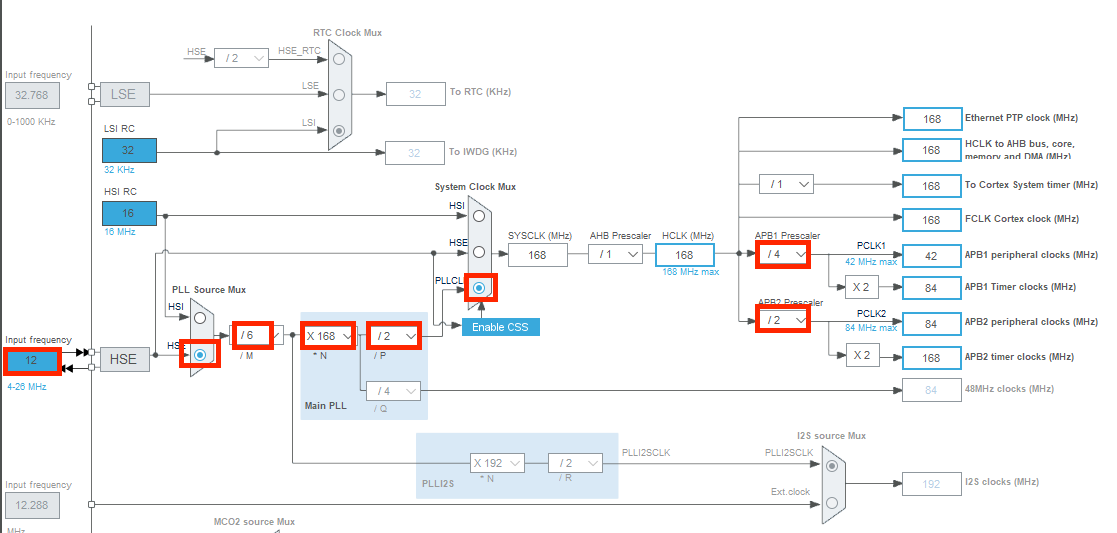 RTC Clock Mux
HSE
/ 2
HSE_RTC
Input frequency
32.768
0-1000 KHz
LSE
LSE
32
To RTC (KHz)
LSI RC
LSI
32
32 KHz
32
To IWDG (KHz)
HSI RC
16
16 MHz
System Clock Mux
HSI
HSE
PLLCL
SYSCLK (MHz)
168
AHB Prescaler
/ 1
HCLK (MHz)
168
168 MHz max
Enable CSS
168
Ethernet PTP clock (MHz)
168
HCLK to AHB bus, core,
memory and DMA (MHz)
/ 1
168
To Cortex System timer (MHz)
168
FCLK Cortex clock (MHz)
APB1 Prescaler
/ 4
PCLK1
42 MHz max
42
APB1 peripheral clocks (MHz)
X 2
84
APB1 Timer clocks (MHz)
APB2 Prescaler
/ 2
PCLK2
84 MHz max
84
APB2 peripheral clocks (MHz)
X 2
168
APB2 timer clocks (MHz)
84
48MHz clocks (MHz)
PLL Source Mux
HSI
HSE
Input frequency
12
4-26 MHz
HSE
/ 6
/ M
X 168
* N
/ 2
/ P
/ 4
/ Q
Main PLL
X 192
* N
/ 2
/ R
PLLI2S
PLLI2SCLK
I2S source Mux
PLLI2SCLK
Ext.clock
192
I2S clocks (MHz)
Input frequency
12.288
MHz
MCO2 source Mux